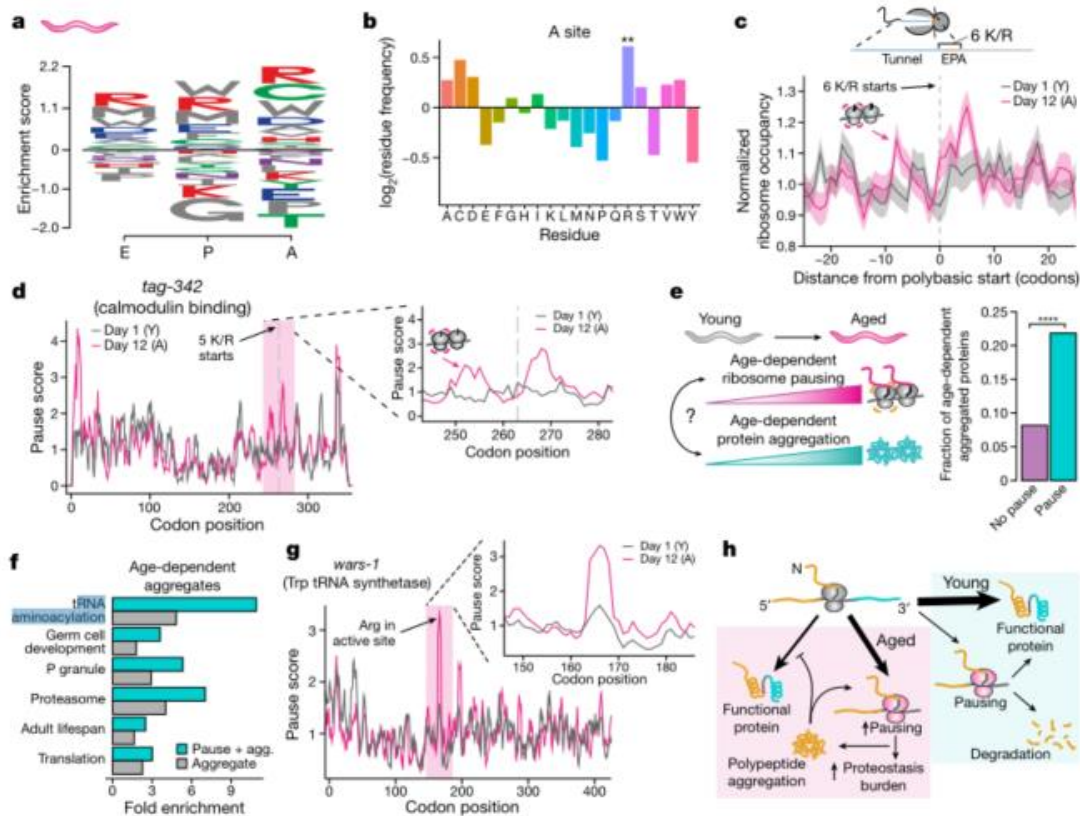 a
2.2
1.1
0
-1.0
-2.0
Enrichment score
E P A
b
A site
**
0.5
0
-0.5
log2(residue frequency)
A C D E F G H I K L M N P Q R S T V W Y
Residue
c
6 K/R
Tunnel EPA
6 K/R starts
Day 1 (Y)
Day 12 (A)
1.3
1.2
1.1
1.0
0.9
0.8
Normalized
ribosome occupancy
-20 -10 0 10 20
Distance from polybasic start (codons)
d
tag-342
(calmodulin binding)
Day 1 (Y)
Day 12 (A)
5 K/R
starts
4
3
2
1
0
Pause score
0 100 200 300
Codon position
Day 1 (Y)
Day 12 (A)
4
3
2
1
0
Pause score
250 260 270 280
Codon position
e
Young
Aged
Age-dependent
ribosome pausing
?
Age-dependent
protein aggregation
****
0.25
0.20
0.15
0.10
0.05
0
Fraction of age-dependent
aggregated proteins
No pause
Pause
f
Age-dependent
aggregates
tRNA
aminoacylation
Germ cell
development
P granule
Proteasome
Adult lifespan
Translation
Pause + agg.
Aggregate
0 3 6 9
Fold enrichment
g
wars-1
(Trp tRNA synthetase)
Arg in
active site
3
2
1
Pause score
0 100 200 300 400
Codon position
Day 1 (Y)
Day 12 (A)
3
2
1
0
Pause score
150 160 170 180
Codon position
h
N
5′
3′
Young
Functional
protein
Pausing
Degradation
Aged
Functional
protein
↑Pausing
Polypeptide
aggregation
↑ Proteostasis
burden